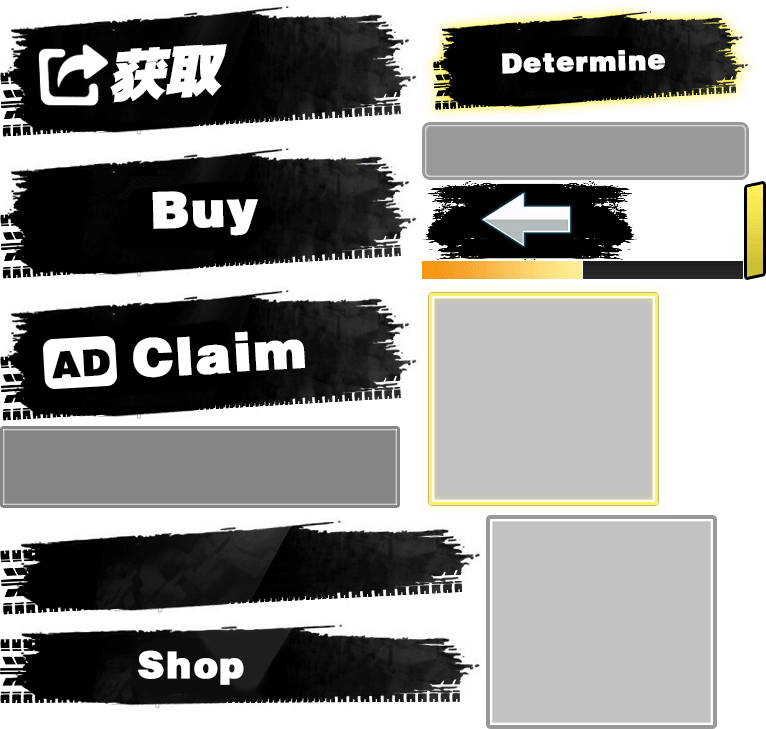 获取
Determine
Buy
AD Claim
Shop